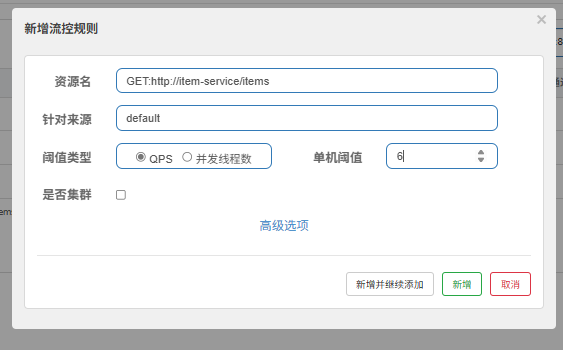 新增流控规则
×
资源名 GET:http://item-service/items
针对来源 default
阈值类型 QPS 并发线程数 单机阈值 6
是否集群
高级选项
新增并继续添加 新增 取消